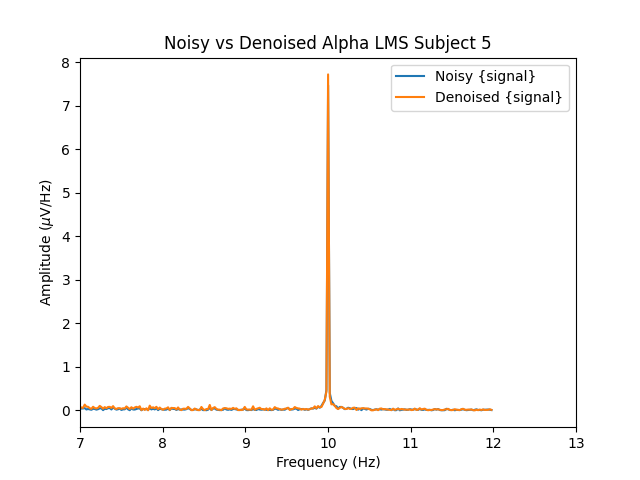 Noisy vs Denoised Alpha LMS Subject 5
Noisy {signal}
Denoised {signal}
Amplitude (µV/Hz)
8
7
6
5
4
3
2
1
0
7 8 9 10 11 12 13
Frequency (Hz)